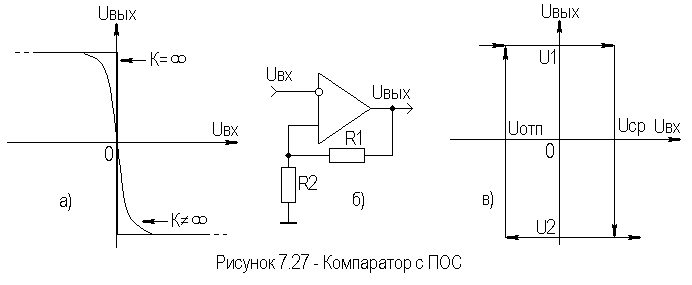 Uвых
K=∞
Uвх
0
а)
K≠∞
Uвх
Uвых
R1
R2
б)
Uвых
U1
Uотп
Uср
Uвх
0
в)
U2
Рисунок 7.27 - Компаратор с ПОС